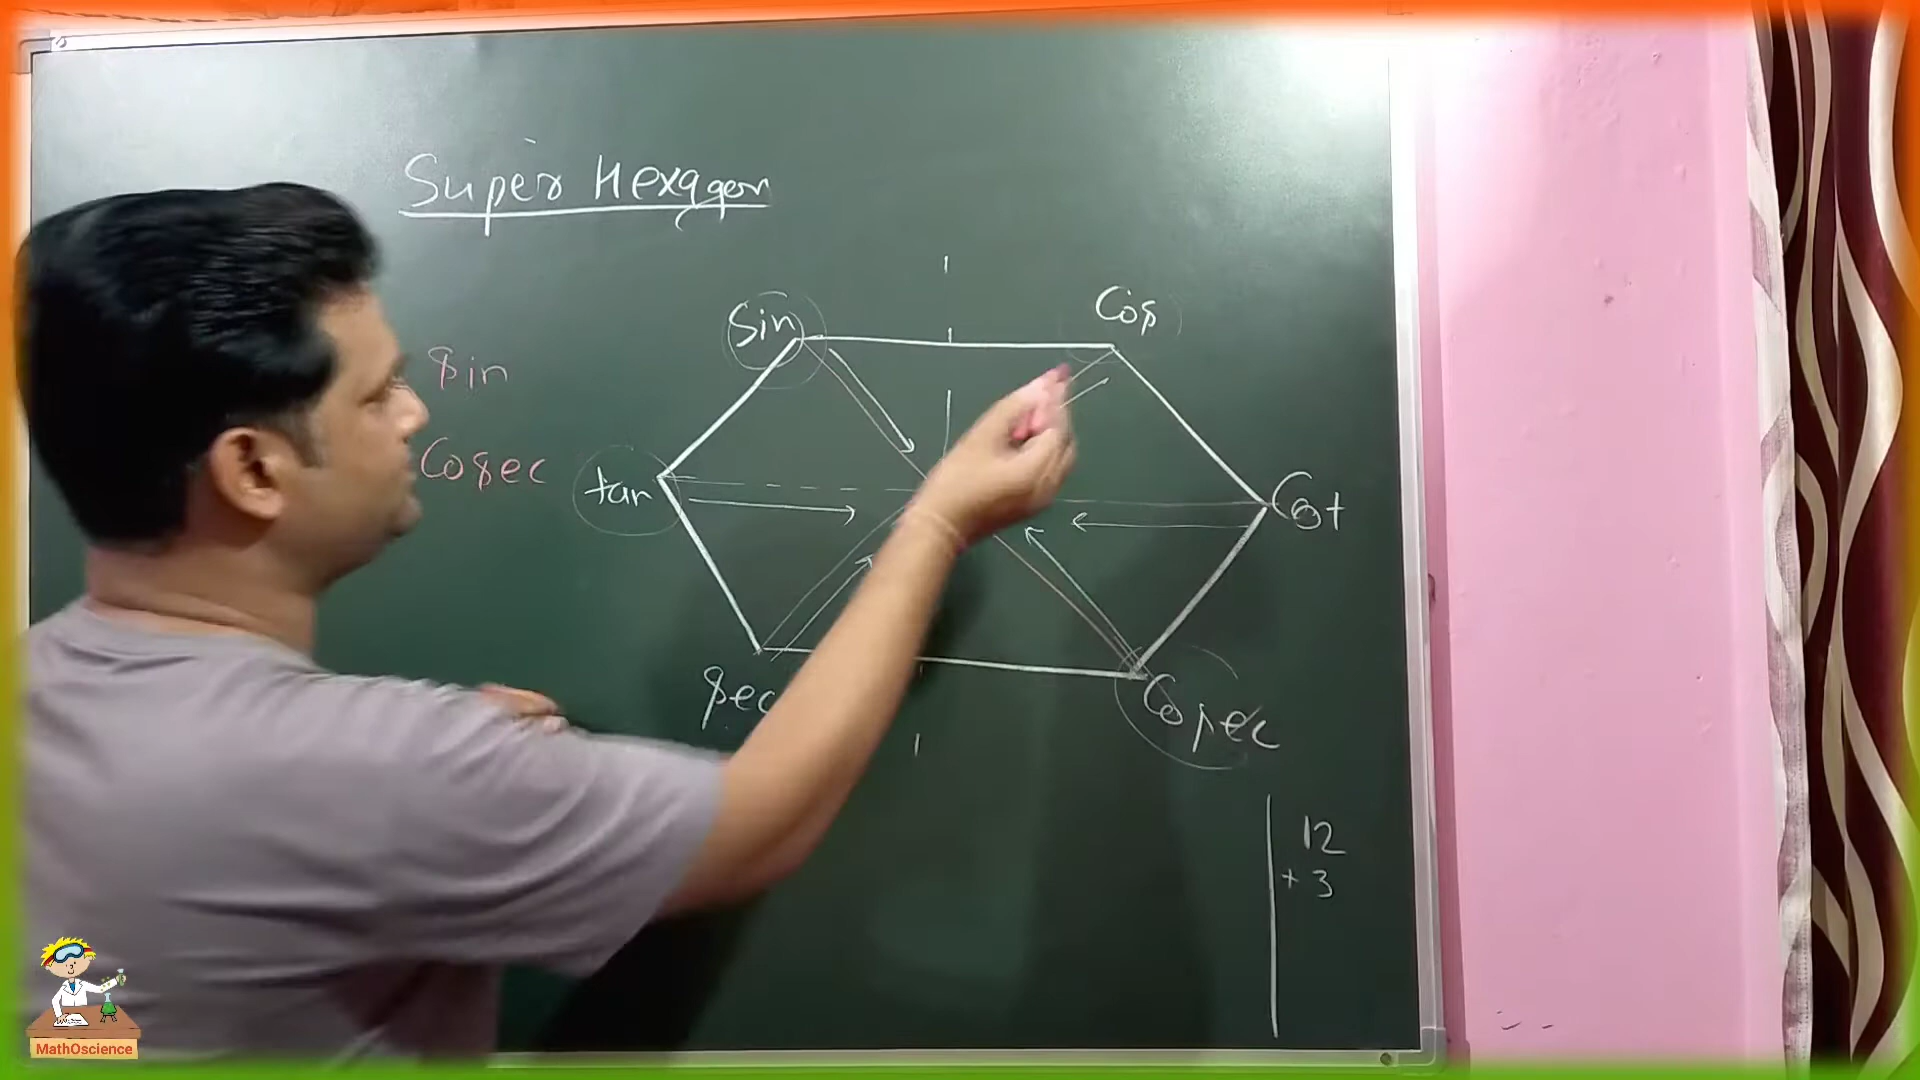 Super Hexagon
Sin
Cos
Sin
Cosec
tan
Cot
Sec
Cosec
12
+ 3
MathOscience